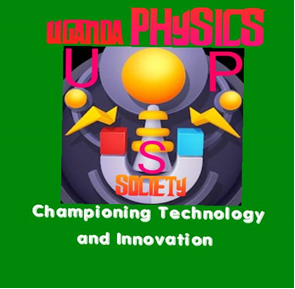 UGANDA PHYSICS
U P
S
SOCIETY
Championing Technology
and Innovation